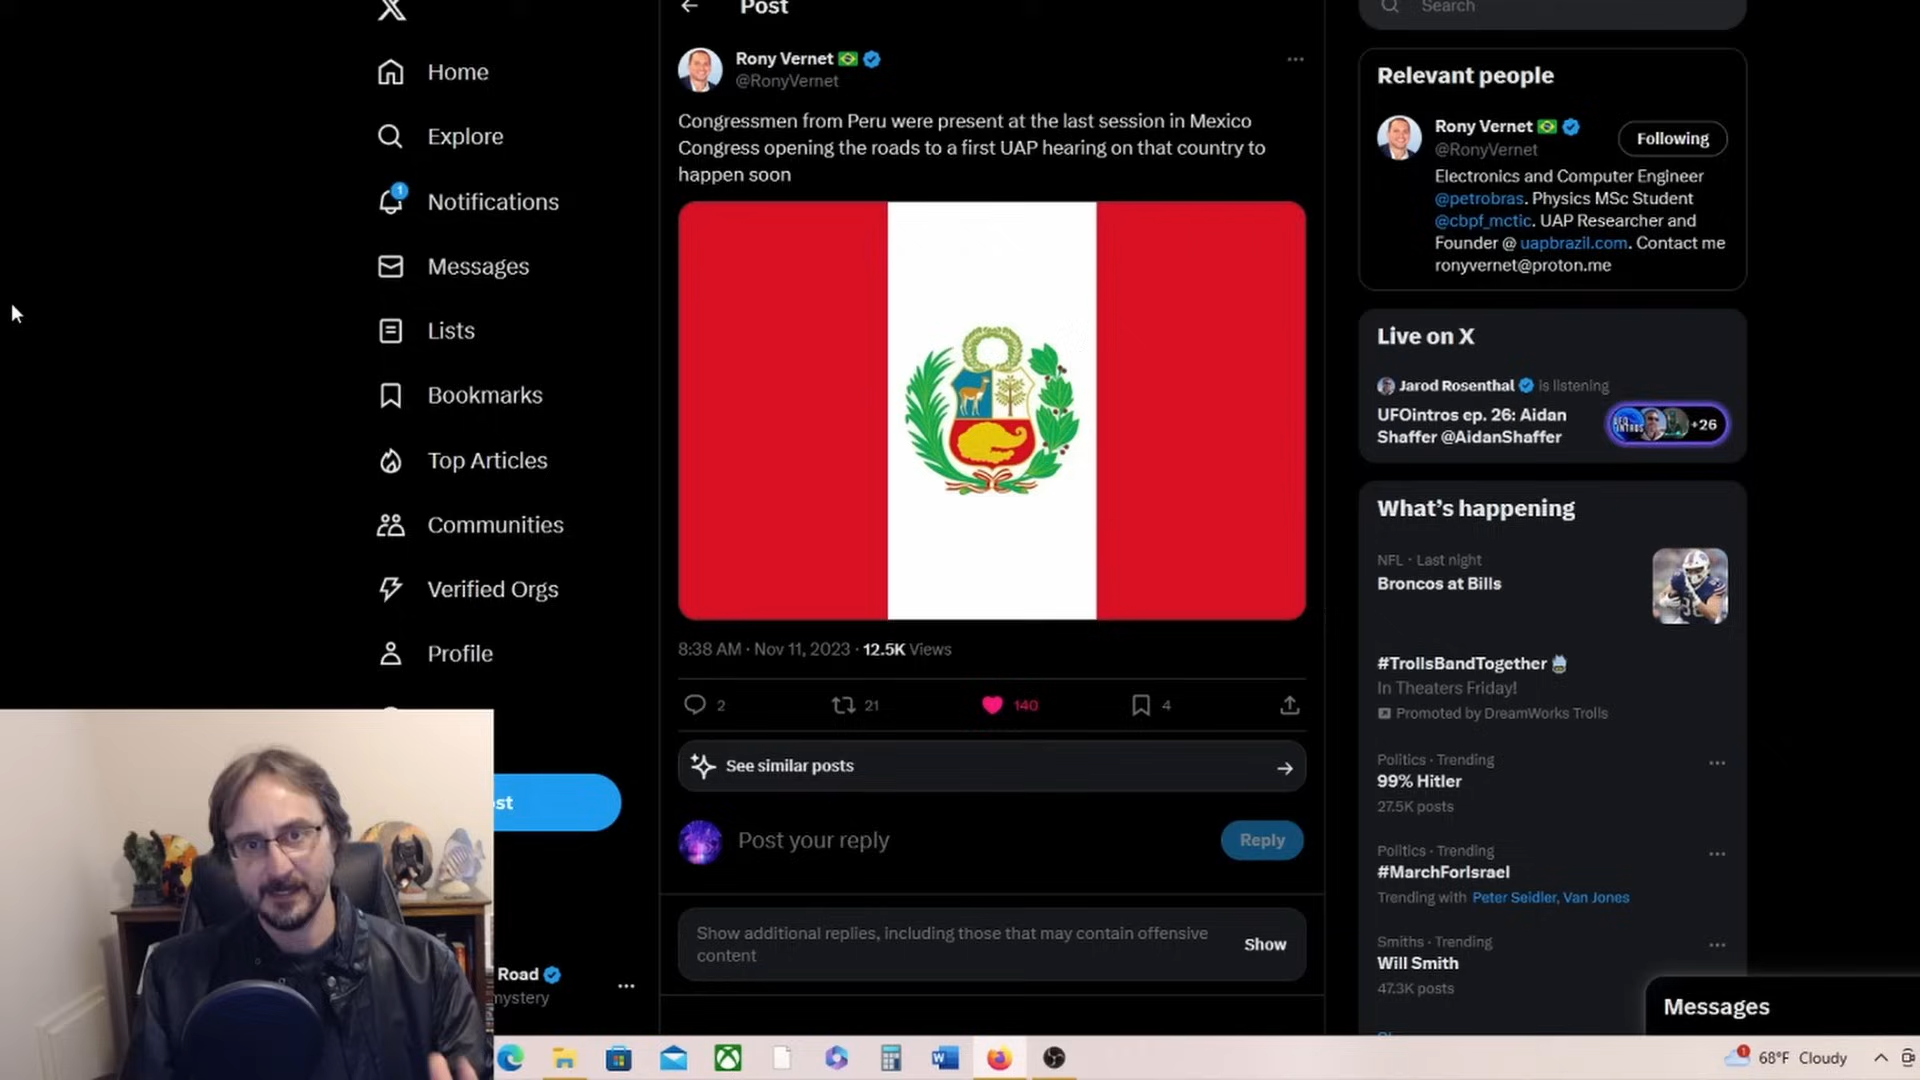 Home
Explore
1
Notifications
Messages
Lists
Bookmarks
Top Articles
Communities
Verified Orgs
Profile
st
Road
mystery
Post
Rony Vernet
@RonyVernet
Congressmen from Peru were present at the last session in Mexico
Congress opening the roads to a first UAP hearing on that country to
happen soon
8:38 AM · Nov 11, 2023 · 12.5K Views
2
21
140
4
See similar posts
Post your reply
Reply
Show additional replies, including those that may contain offensive
content
Show
Search
Relevant people
Rony Vernet
@RonyVernet
Following
Electronics and Computer Engineer
@petrobras. Physics MSc Student
@cbpf_mctic. UAP Researcher and
Founder @ uapbrazil.com. Contact me
ronyvernet@proton.me
Live on X
Jarod Rosenthal is listening
UFOintros ep. 26: Aidan
Shaffer @AidanShaffer
+26
What's happening
NFL · Last night
Broncos at Bills
#TrollsBandTogether
In Theaters Friday!
Promoted by DreamWorks Trolls
Politics · Trending
99% Hitler
27.5K posts
Politics · Trending
#MarchForIsrael
Trending with Peter Seidler, Van Jones
Smiths · Trending
Will Smith
47.3K posts
Messages
1
68°F Cloudy